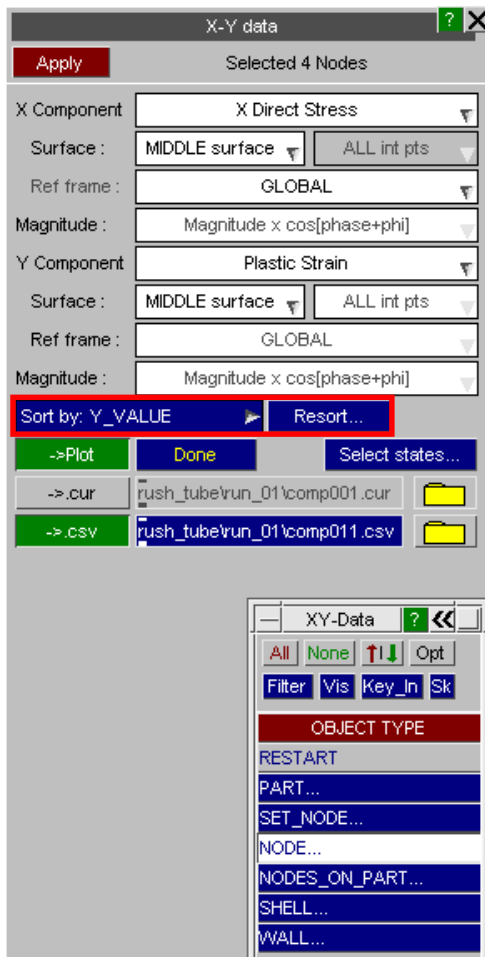 X-Y data ? X
Apply Selected 4 Nodes
X Component X Direct Stress
Surface : MIDDLE surface ALL int pts
Ref frame : GLOBAL
Magnitude : Magnitude x cos[phase+phi]
Y Component Plastic Strain
Surface : MIDDLE surface ALL int pts
Ref frame : GLOBAL
Magnitude : Magnitude x cos[phase+phi]
Sort by: Y_VALUE Resort...
->Plot Done Select states...
->.cur rush_tube\run_01\comp001.cur
->.csv rush_tube\run_01\comp011.csv
XY-Data ?
All None Opt
Filter Vis Key_In Sk
OBJECT TYPE
RESTART
PART...
SET_NODE...
NODE...
NODES_ON_PART...
SHELL...
WALL...